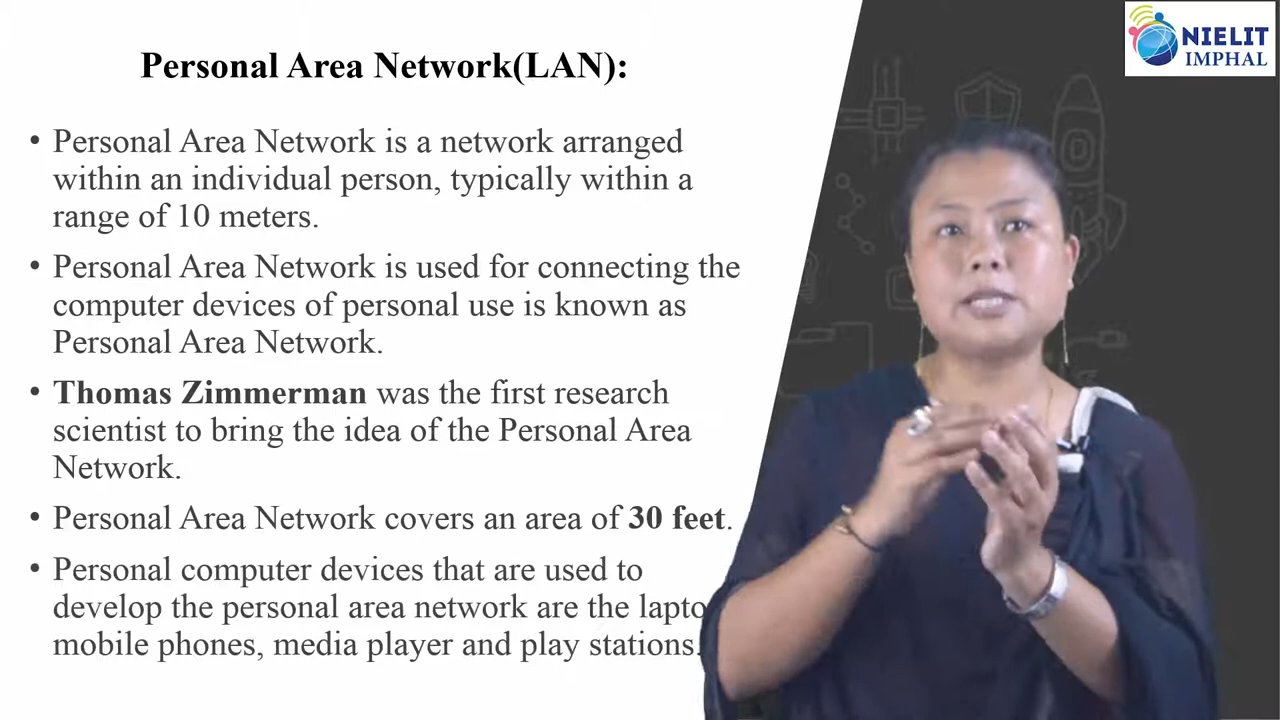 Personal Area Network(LAN):
NIELIT
IMPHAL
• Personal Area Network is a network arranged
within an individual person, typically within a
range of 10 meters.
• Personal Area Network is used for connecting the
computer devices of personal use is known as
Personal Area Network.
• Thomas Zimmerman was the first research
scientist to bring the idea of the Personal Area
Network.
• Personal Area Network covers an area of 30 feet.
• Personal computer devices that are used to
develop the personal area network are the
mobile phones, media player and play stations.